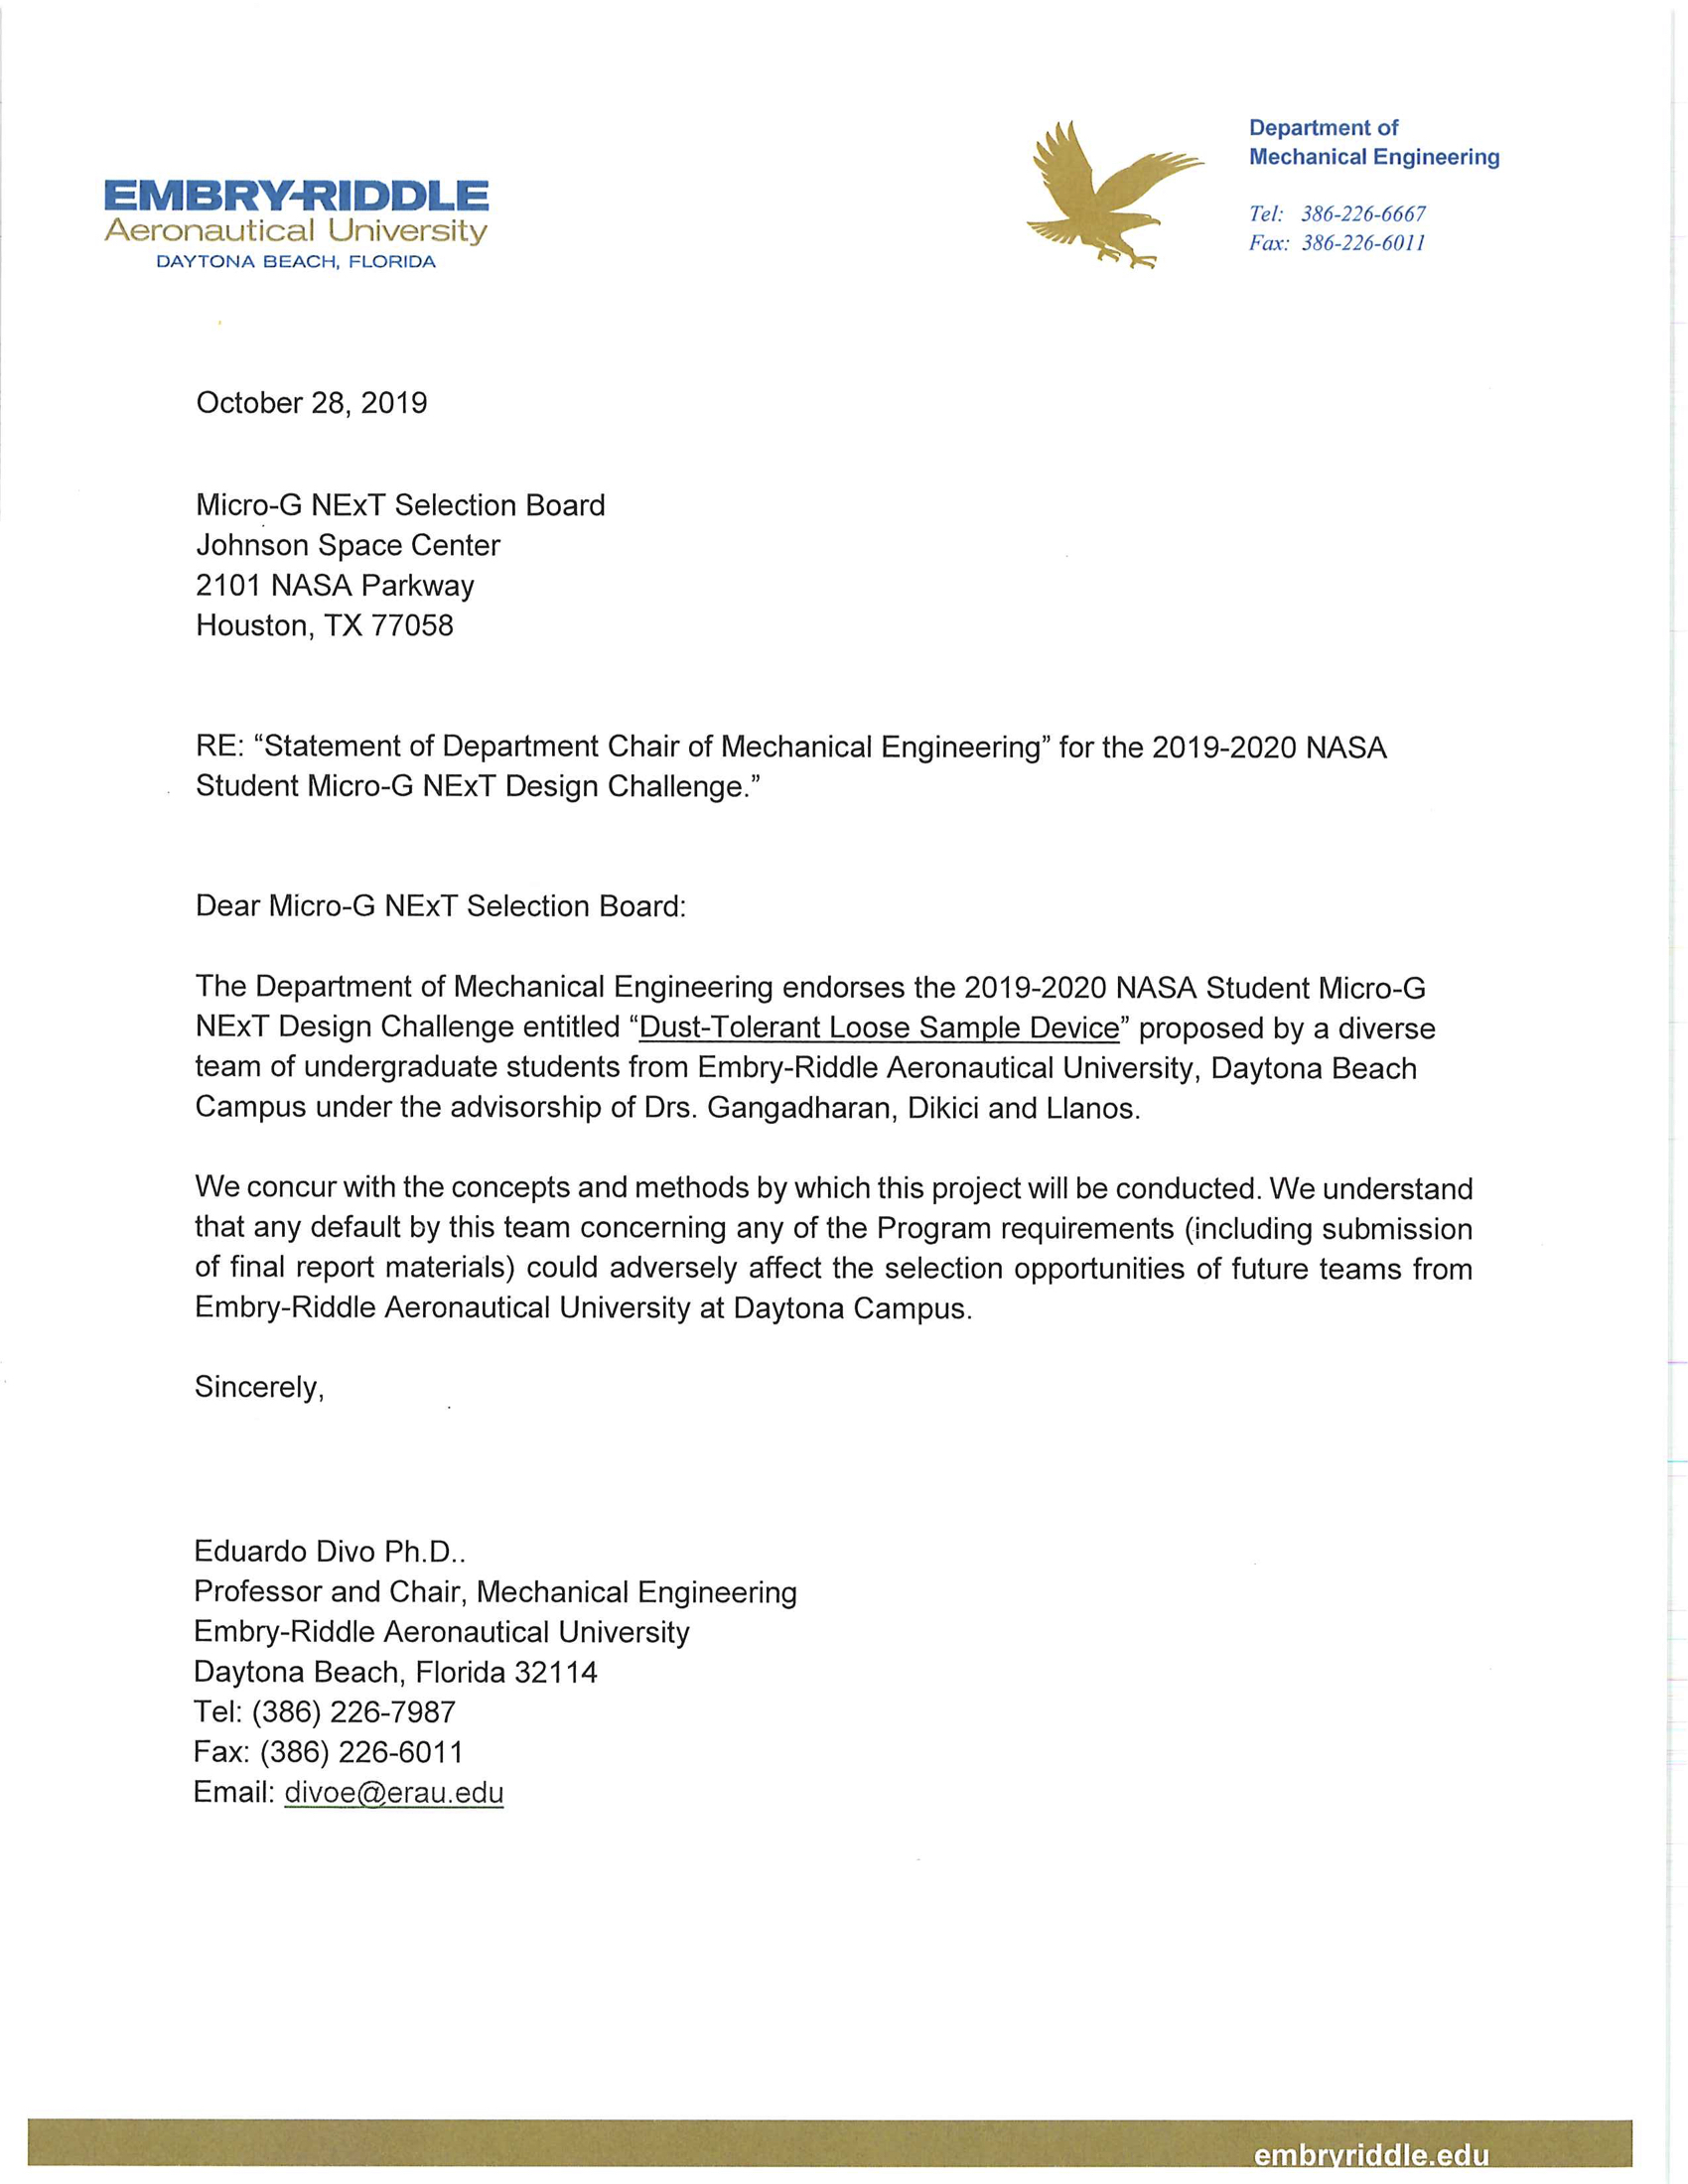 EMBRY-RIDDLE
Aeronautical University
DAYTONA BEACH, FLORIDA
Department of
Mechanical Engineering
Tel: 386-226-6667
Fax: 386-226-6011
October 28, 2019
Micro-G NExT Selection Board
Johnson Space Center
2101 NASA Parkway
Houston, TX 77058
RE: “Statement of Department Chair of Mechanical Engineering” for the 2019-2020 NASA
Student Micro-G NExT Design Challenge.”
Dear Micro-G NExT Selection Board:
The Department of Mechanical Engineering endorses the 2019-2020 NASA Student Micro-G
NExT Design Challenge entitled “Dust-Tolerant Loose Sample Device” proposed by a diverse
team of undergraduate students from Embry-Riddle Aeronautical University, Daytona Beach
Campus under the advisorship of Drs. Gangadharan, Dikici and Llanos.
We concur with the concepts and methods by which this project will be conducted. We understand
that any default by this team concerning any of the Program requirements (including submission
of final report materials) could adversely affect the selection opportunities of future teams from
Embry-Riddle Aeronautical University at Daytona Campus.
Sincerely,
Eduardo Divo Ph.D..
Professor and Chair, Mechanical Engineering
Embry-Riddle Aeronautical University
Daytona Beach, Florida 32114
Tel: (386) 226-7987
Fax: (386) 226-6011
Email: divoe@erau.edu
embryriddle.edu